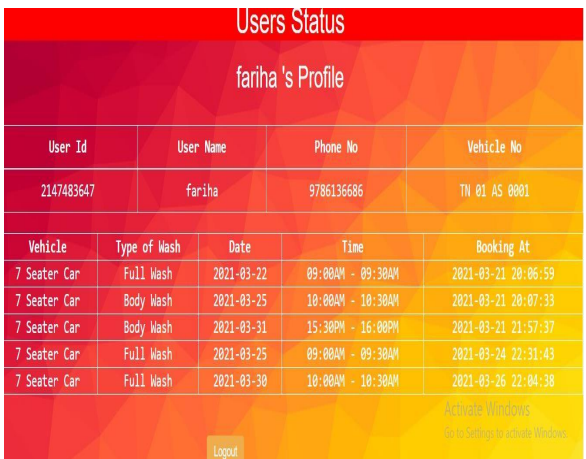 Users Status
fariha 's Profile
User Id User Name Phone No Vehicle No
2147483647 fariha 9786136686 TN 01 AS 0001
Vehicle Type of Wash Date Time Booking At
7 Seater Car Full Wash 2021-03-22 09:00AM - 09:30AM 2021-03-21 20:06:59
7 Seater Car Body Wash 2021-03-25 10:00AM - 10:30AM 2021-03-21 20:07:33
7 Seater Car Body Wash 2021-03-31 15:30PM - 16:00PM 2021-03-21 21:57:37
7 Seater Car Full Wash 2021-03-25 09:00AM - 09:30AM 2021-03-24 22:31:43
7 Seater Car Full Wash 2021-03-30 10:00AM - 10:30AM 2021-03-26 22:04:38
Activate Windows
Go to Settings to activate Windows.
Logout